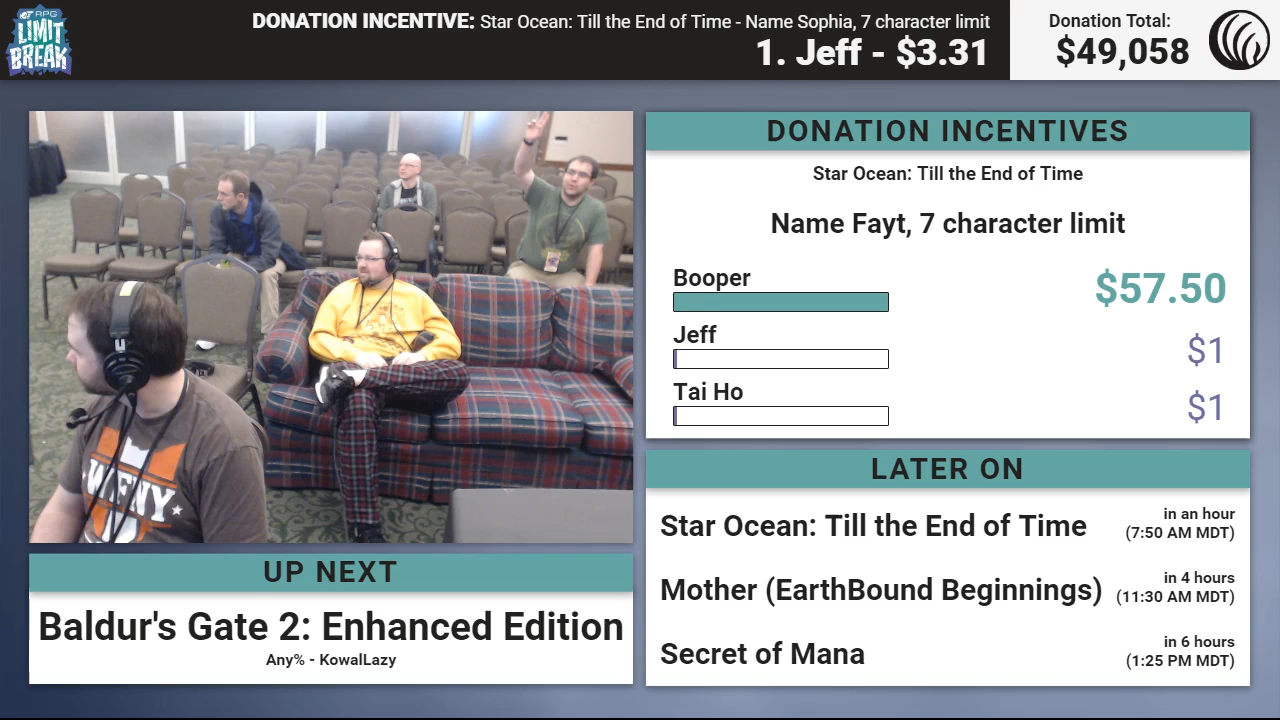 RPG
LIMIT
BREAK
DONATION INCENTIVE: Star Ocean: Till the End of Time - Name Sophia, 7 character limit
1. Jeff - $3.31
Donation Total:
$49,058
WFNY
DONATION INCENTIVES
Star Ocean: Till the End of Time
Name Fayt, 7 character limit
Booper
$57.50
Jeff
$1
Tai Ho
$1
UP NEXT
Baldur's Gate 2: Enhanced Edition
Any% - KowalLazy
LATER ON
Star Ocean: Till the End of Time
in an hour
(7:50 AM MDT)
Mother (EarthBound Beginnings)
in 4 hours
(11:30 AM MDT)
Secret of Mana
in 6 hours
(1:25 PM MDT)